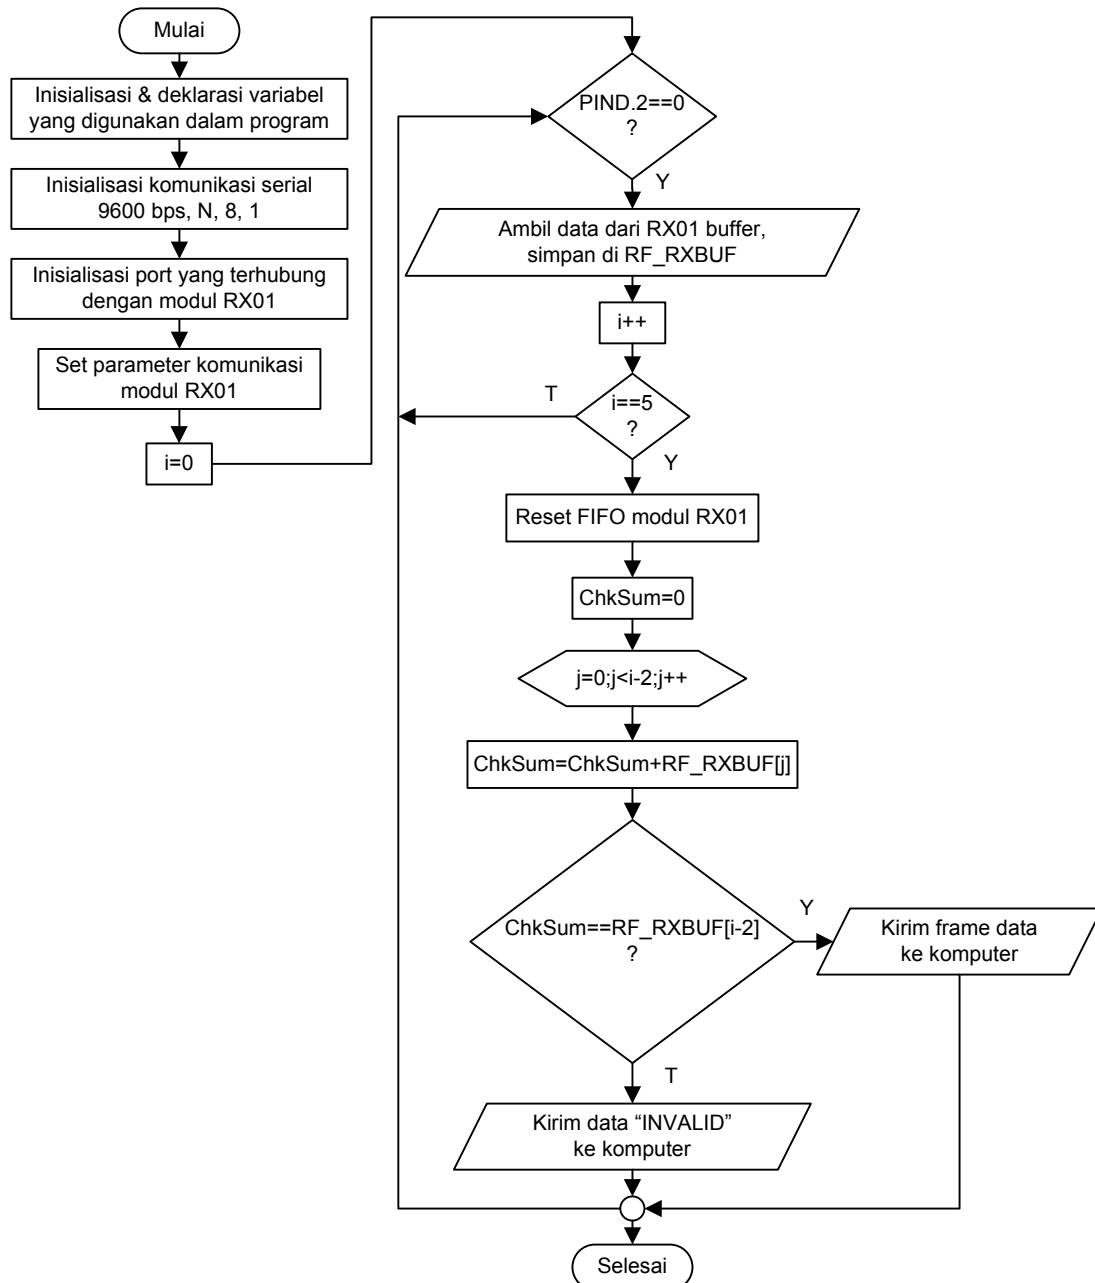 Mulai
Inisialisasi & deklarasi variabel
yang digunakan dalam program
Inisialisasi komunikasi serial
9600 bps, N, 8, 1
Inisialisasi port yang terhubung
dengan modul RX01
Set parameter komunikasi
modul RX01
i=0
PIND.2==0
?
Y
Ambil data dari RX01 buffer,
simpan di RF_RXBUF
i++
T
i==5
?
Y
Reset FIFO modul RX01
ChkSum=0
j=0;j<i-2;j++
ChkSum=ChkSum+RF_RXBUF[j]
ChkSum==RF_RXBUF[i-2]
?
Y
Kirim frame data
ke komputer
T
Kirim data “INVALID”
ke komputer
Selesai